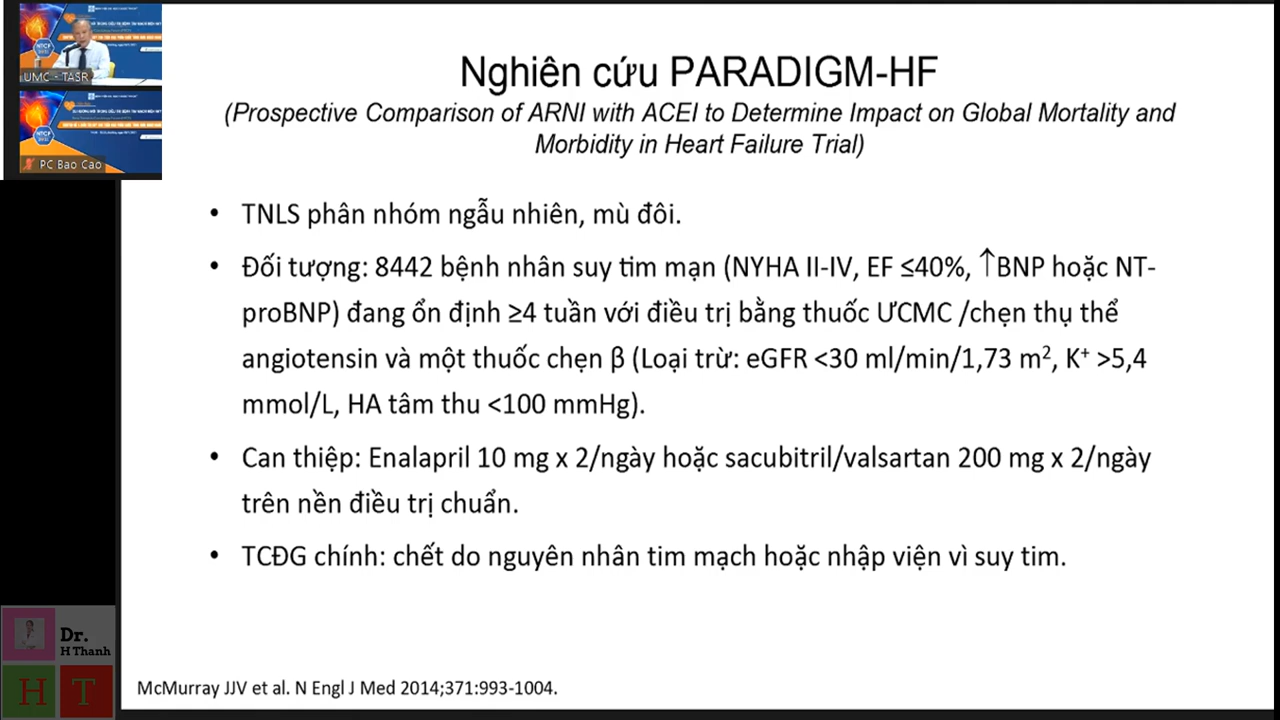 UMC - TASR
PC Bao Cao
Nghiên cứu PARADIGM-HF
(Prospective Comparison of ARNI with ACEI to Determine Impact on Global Mortality and
Morbidity in Heart Failure Trial)
• TNLS phân nhóm ngẫu nhiên, mù đôi.
• Đối tượng: 8442 bệnh nhân suy tim mạn (NYHA II-IV, EF ≤40%, ↑BNP hoặc NT-
proBNP) đang ổn định ≥4 tuần với điều trị bằng thuốc ƯCMC /chẹn thụ thể
angiotensin và một thuốc chẹn β (Loại trừ: eGFR <30 ml/min/1,73 m², K⁺ >5,4
mmol/L, HA tâm thu <100 mmHg).
• Can thiệp: Enalapril 10 mg x 2/ngày hoặc sacubitril/valsartan 200 mg x 2/ngày
trên nền điều trị chuẩn.
• TCĐG chính: chết do nguyên nhân tim mạch hoặc nhập viện vì suy tim.
Dr.
H Thanh
H T
McMurray JJV et al. N Engl J Med 2014;371:993-1004.